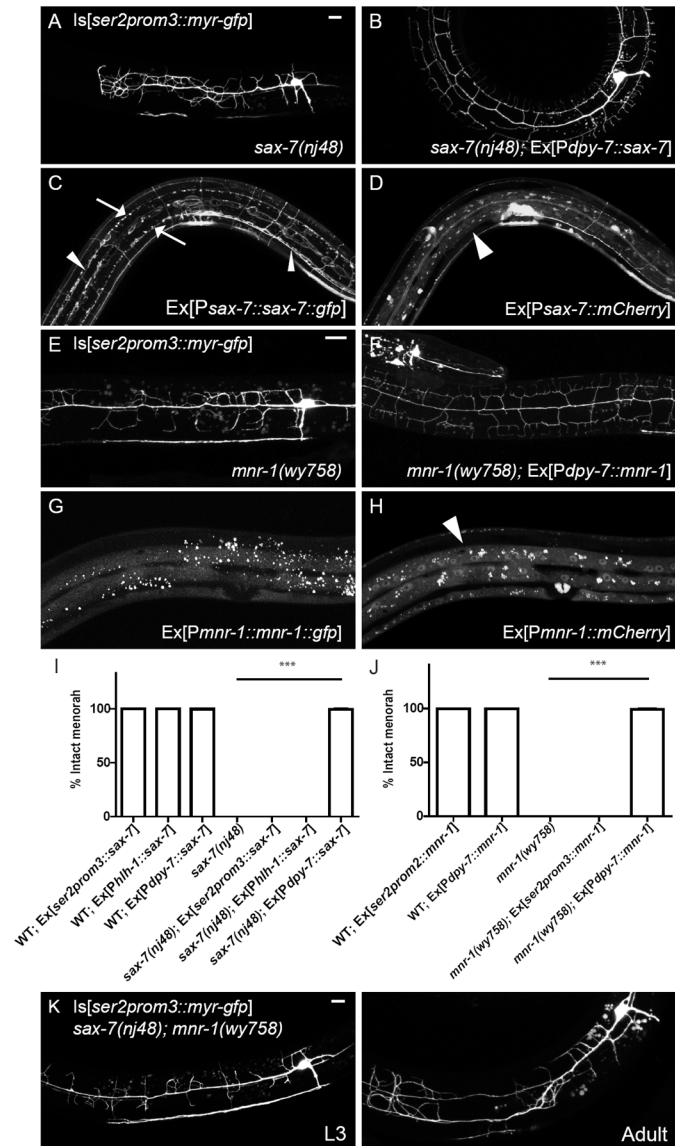 A Is[ser2prom3::myr-gfp]
sax-7(nj48)
B
sax-7(nj48); Ex[Pdpy-7::sax-7]
C
Ex[Psax-7::sax-7::gfp]
D
Ex[Psax-7::mCherry]
E Is[ser2prom3::myr-gfp]
mnr-1(wy758)
F
mnr-1(wy758); Ex[Pdpy-7::mnr-1]
G
Ex[Pmnr-1::mnr-1::gfp]
H
Ex[Pmnr-1::mCherry]
I
***
% Intact menorah
100
50
0
WT; Ex[ser2prom3::sax-7]
WT; Ex[Phlh-1::sax-7]
WT; Ex[Pdpy-7::sax-7]
sax-7(nj48)
sax-7(nj48); Ex[ser2prom3::sax-7]
sax-7(nj48); Ex[Phlh-1::sax-7]
sax-7(nj48); Ex[Pdpy-7::sax-7]
J
***
% Intact menorah
100
50
0
WT; Ex[ser2prom2::mnr-1]
WT; Ex[Pdpy-7::mnr-1]
mnr-1(wy758)
mnr-1(wy758); Ex[ser2prom3::mnr-1]
mnr-1(wy758); Ex[Pdpy-7::mnr-1]
K Is[ser2prom3::myr-gfp]
sax-7(nj48); mnr-1(wy758)
L3
Adult